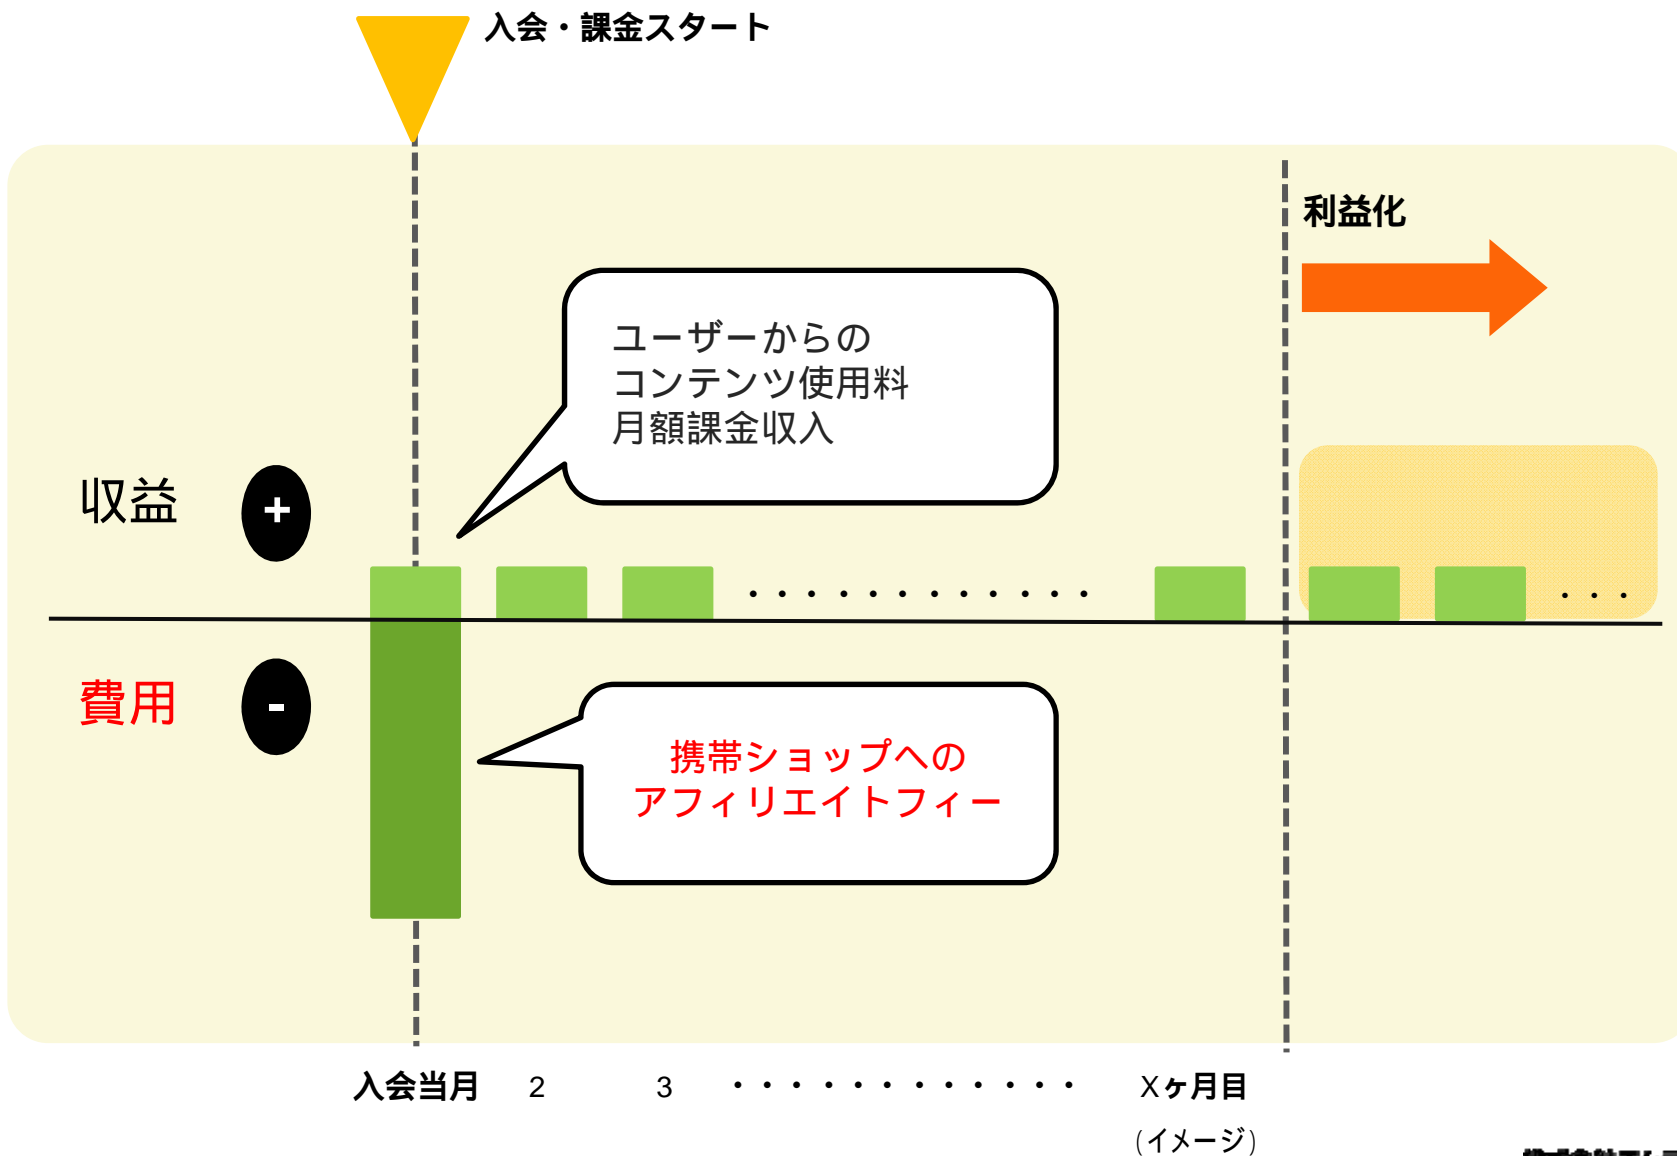 入会・課金スタート
利益化
ユーザーからの
コンテンツ使用料
月額課金収入
収益
+
・・・・・・・・・・・・
・・・
費用
-
携帯ショップへの
アフィリエイトフィー
入会当月 2 3 ・・・・・・・・・・・・ Xヶ月目
(イメージ)